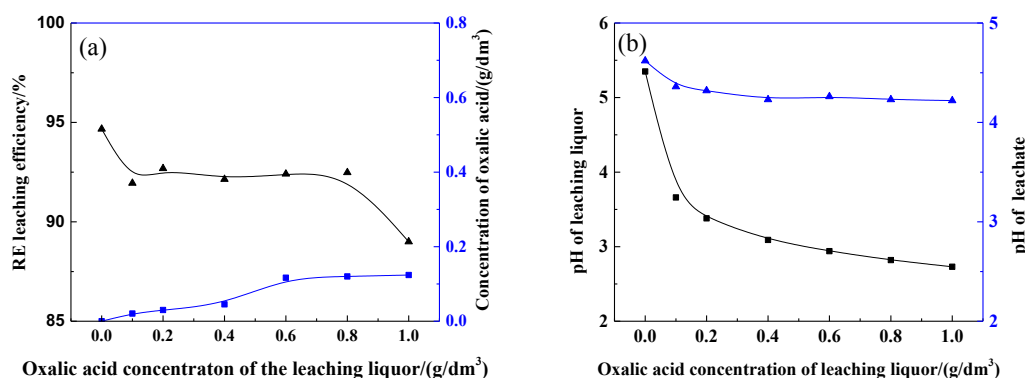 (a)
100
95
90
85
RE leaching efficiency/%
0.8
0.6
0.4
0.2
0.0
Concentration of oxalic acid/(g/dm³)
0.0 0.2 0.4 0.6 0.8 1.0
Oxalic acid concentraton of the leaching liquor/(g/dm³)
(b)
6
5
4
3
2
pH of leaching liquor
5
4
3
2
pH of leachate
0.0 0.2 0.4 0.6 0.8 1.0
Oxalic acid concentration of leaching liquor/(g/dm³)